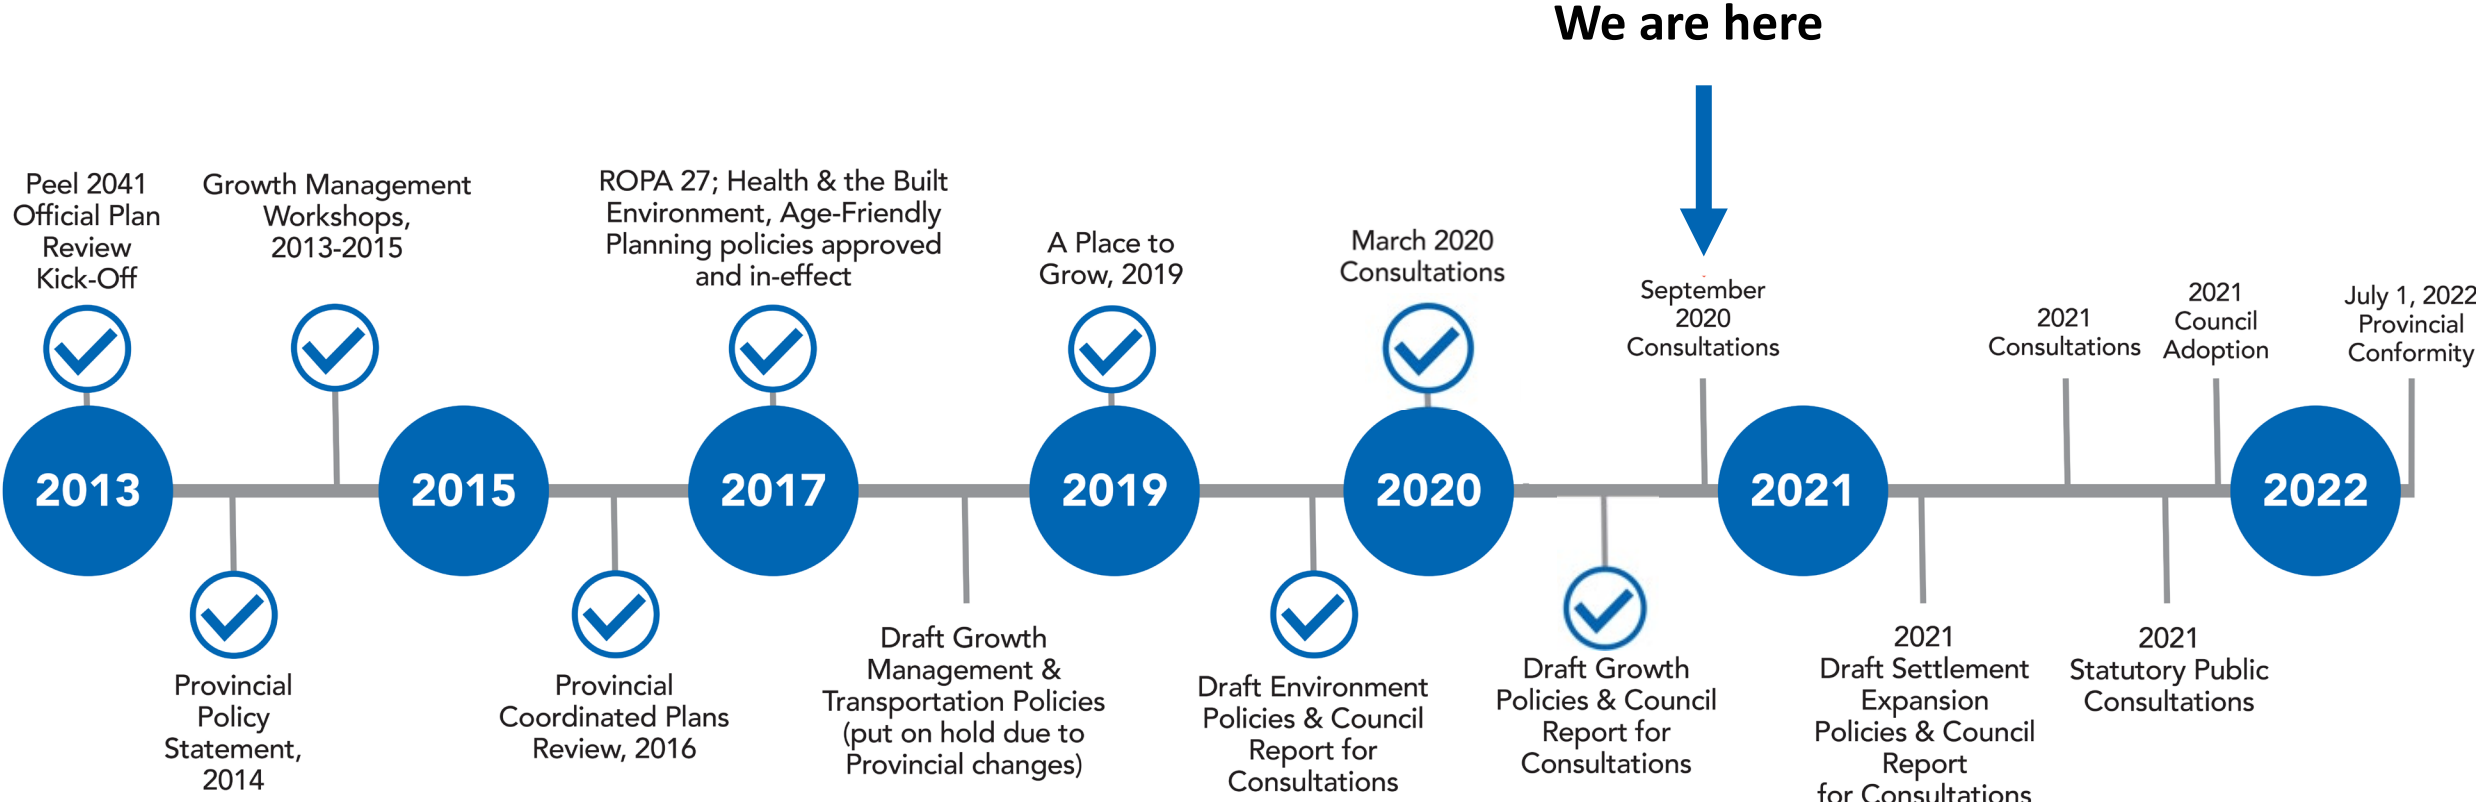 We are here
Peel 2041
Official Plan
Review
Kick-Off
Growth Management
Workshops,
2013-2015
ROPA 27; Health & the Built
Environment, Age-Friendly
Planning policies approved
and in-effect
A Place to
Grow, 2019
March 2020
Consultations
September
2020
Consultations
2021
Consultations
2021
Council
Adoption
July 1, 2022
Provincial
Conformity
2013
2015
2017
2019
2020
2021
2022
Provincial
Policy
Statement,
2014
Provincial
Coordinated Plans
Review, 2016
Draft Growth
Management &
Transportation Policies
(put on hold due to
Provincial changes)
Draft Environment
Policies & Council
Report for
Consultations
Draft Growth
Policies & Council
Report for
Consultations
2021
Draft Settlement
Expansion
Policies & Council
Report
for Consultations
2021
Statutory Public
Consultations